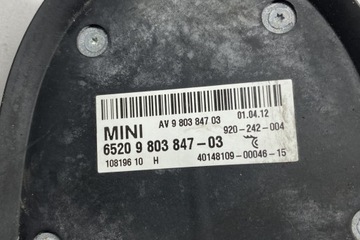 AV 9 803 847 03 01.04.12
MINI 920-242-004
6520 9 803 847-03
108196 10 H 40148109-00046-15